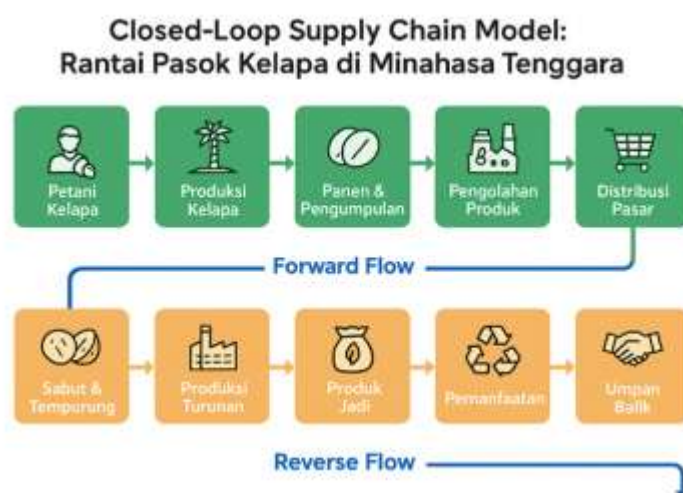 Closed-Loop Supply Chain Model:
Rantai Pasok Kelapa di Minahasa Tenggara
Petani
Kelapa
Produksi
Kelapa
Panen &
Pengumpulan
Pengolahan
Produk
Distribusi
Pasar
Forward Flow
Sabut &
Tempurung
Produksi
Turunan
Produk
Jadi
Pemanfaatan
Umpan
Balik
Reverse Flow